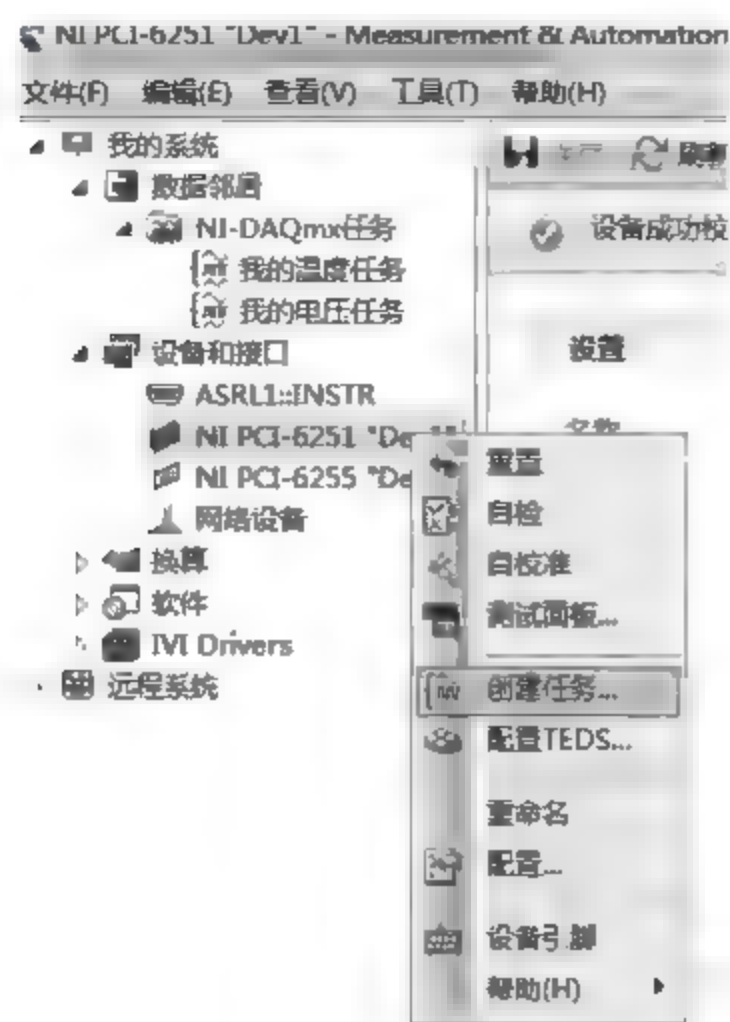 NI PCI-6251 "Dev1" - Measurement & Automation
文件(F) 编辑(E) 查看(V) 工具(T) 帮助(H)
我的系统
数据邻居
NI-DAQmx任务
我的温度任务
我的电压任务
设备和接口
ASRL1::INSTR
NI PCI-6251 "De
NI PCI-6255 "De
网络设备
换算
软件
IVI Drivers
远程系统
刷新
设备成功校
设置
名称
重置
自检
自校准
测试面板...
创建任务...
配置TEDS...
重命名
配置...
设备引脚
帮助(H)